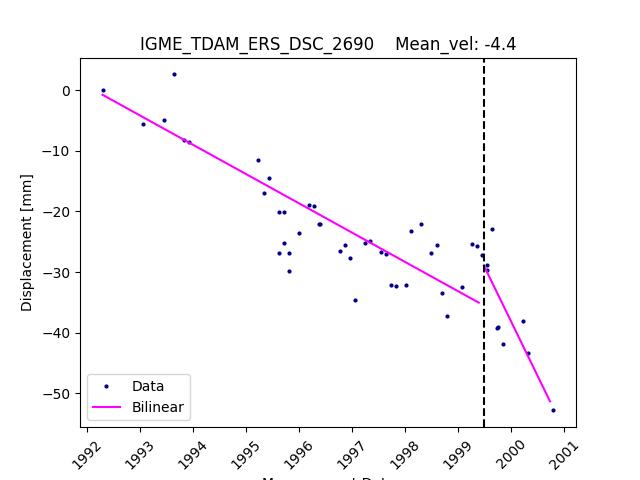 IGME_TDAM_ERS_DSC_2690    Mean_vel: -4.4
Displacement [mm]
0
−10
−20
−30
−40
−50
Data
Bilinear
1992 1993 1994 1995 1996 1997 1998 1999 2000 2001